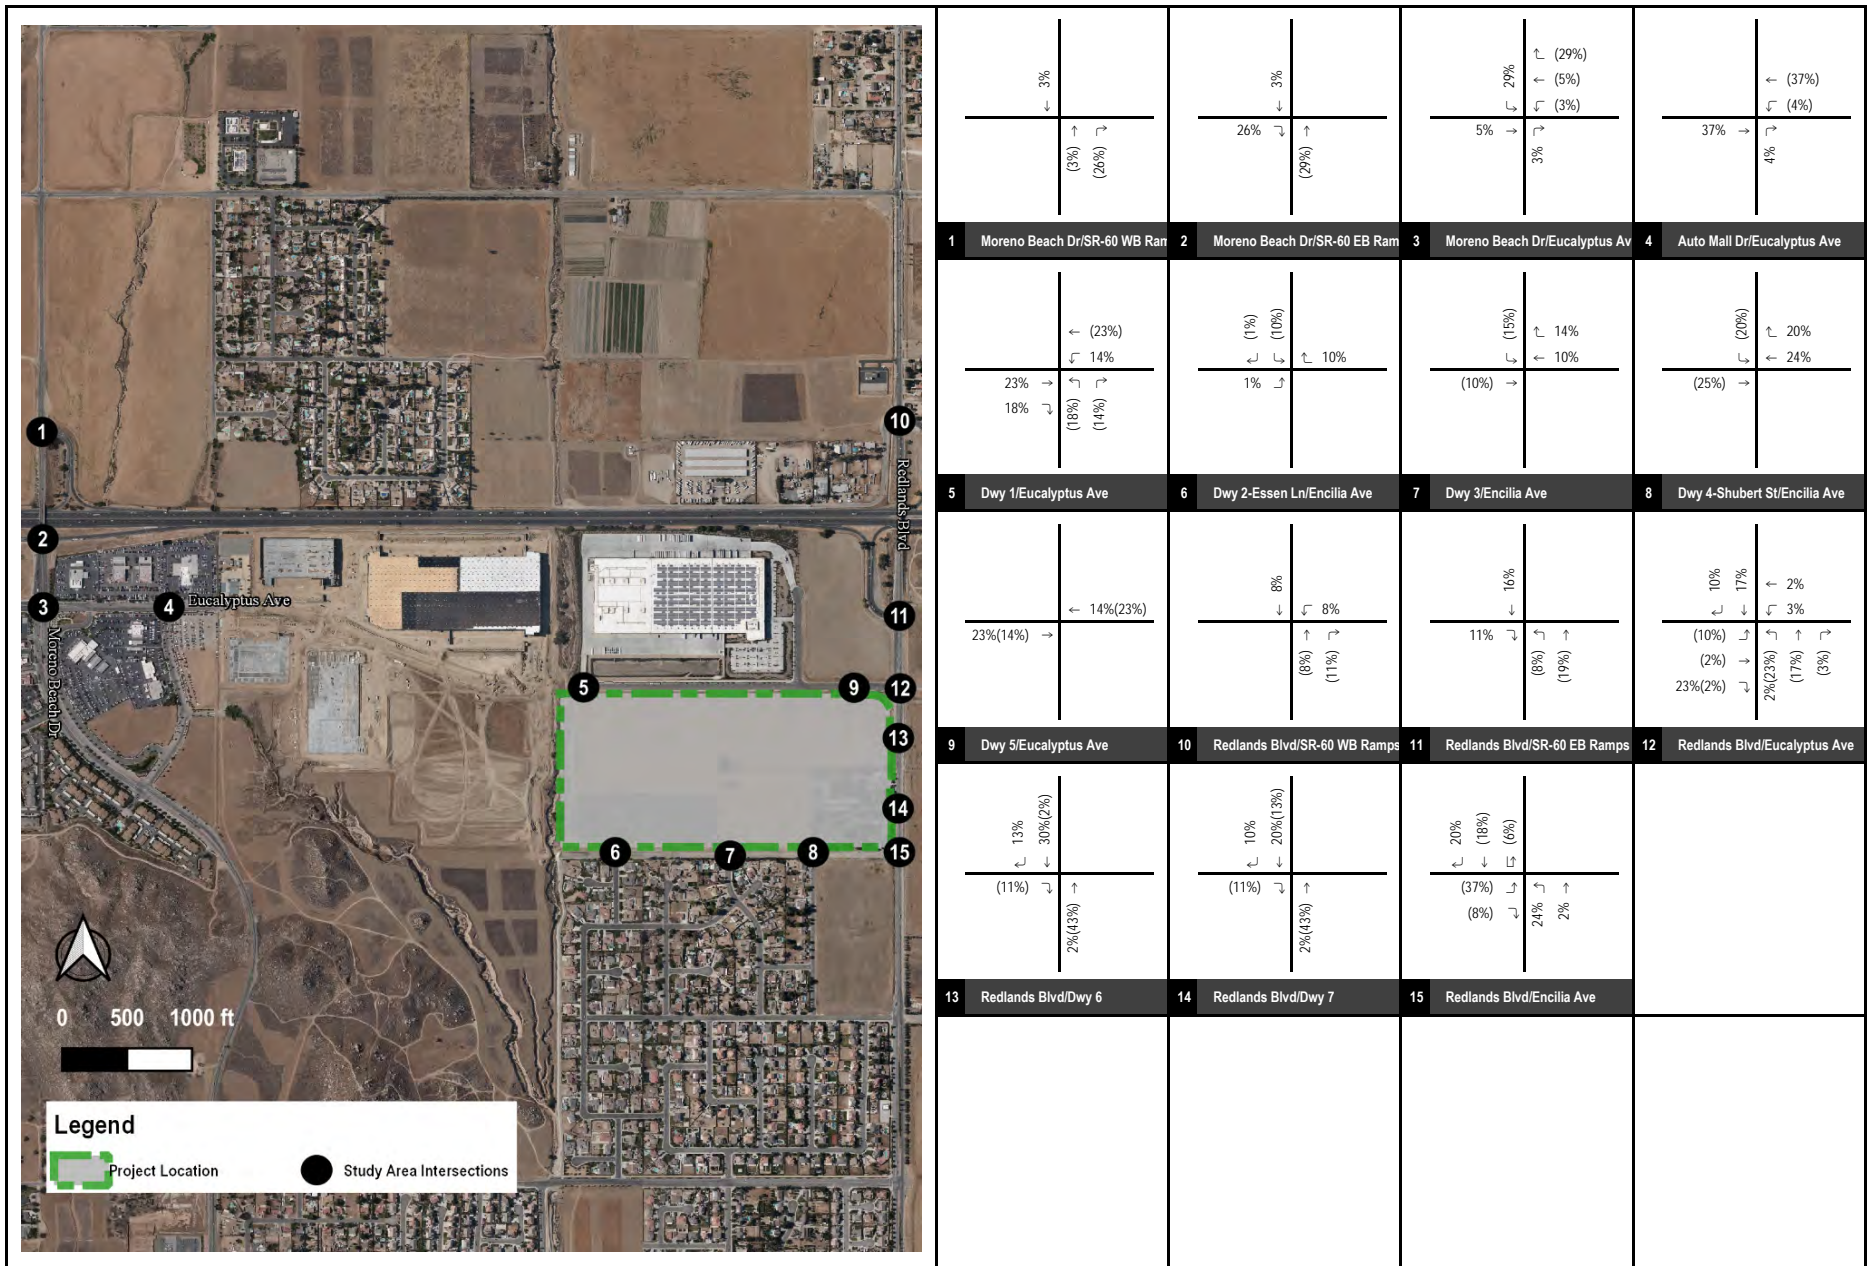 1
2
3
4
5
6
7
8
9
10
11
12
13
14
15
Redlands Blvd
Eucalyptus Ave
Moreno Beach Dr
0 500 1000 ft
Legend
Project Location
Study Area Intersections
3%
↓
↑ ↱
(3%) (26%)
1 Moreno Beach Dr/SR-60 WB Ram
3%
↓
26% ↴ ↑
(29%)
2 Moreno Beach Dr/SR-60 EB Ram
29% (29%)
← (5%)
(3%)
5% →
3%
3 Moreno Beach Dr/Eucalyptus Av
← (37%)
(4%)
37% →
4%
4 Auto Mall Dr/Eucalyptus Ave
← (23%)
14%
23% →
18%
(18%) (14%)
5 Dwy 1/Eucalyptus Ave
(1%) (10%)
10%
1%
6 Dwy 2-Essen Ln/Encilia Ave
(15%) 14%
← 10%
(10%) →
7 Dwy 3/Encilia Ave
(20%) 20%
← 24%
(25%) →
8 Dwy 4-Shubert St/Encilia Ave
← 14%(23%)
23%(14%) →
9 Dwy 5/Eucalyptus Ave
8%
↓ 8%
↑
(8%) (11%)
10 Redlands Blvd/SR-60 WB Ramps
16%
↓
11% ↑
(8%) (19%)
11 Redlands Blvd/SR-60 EB Ramps
10% 17% ← 2%
↓ 3%
(10%) ↑
(2%) →
23%(2%)
2%(23%) (17%) (3%)
12 Redlands Blvd/Eucalyptus Ave
13% 30%(2%)
↓
(11%) ↑
2%(43%)
13 Redlands Blvd/Dwy 6
10% 20%(13%)
↓
(11%) ↑
2%(43%)
14 Redlands Blvd/Dwy 7
20% (18%) (6%)
↓
(37%) ↑
(8%)
24% 2%
15 Redlands Blvd/Encilia Ave